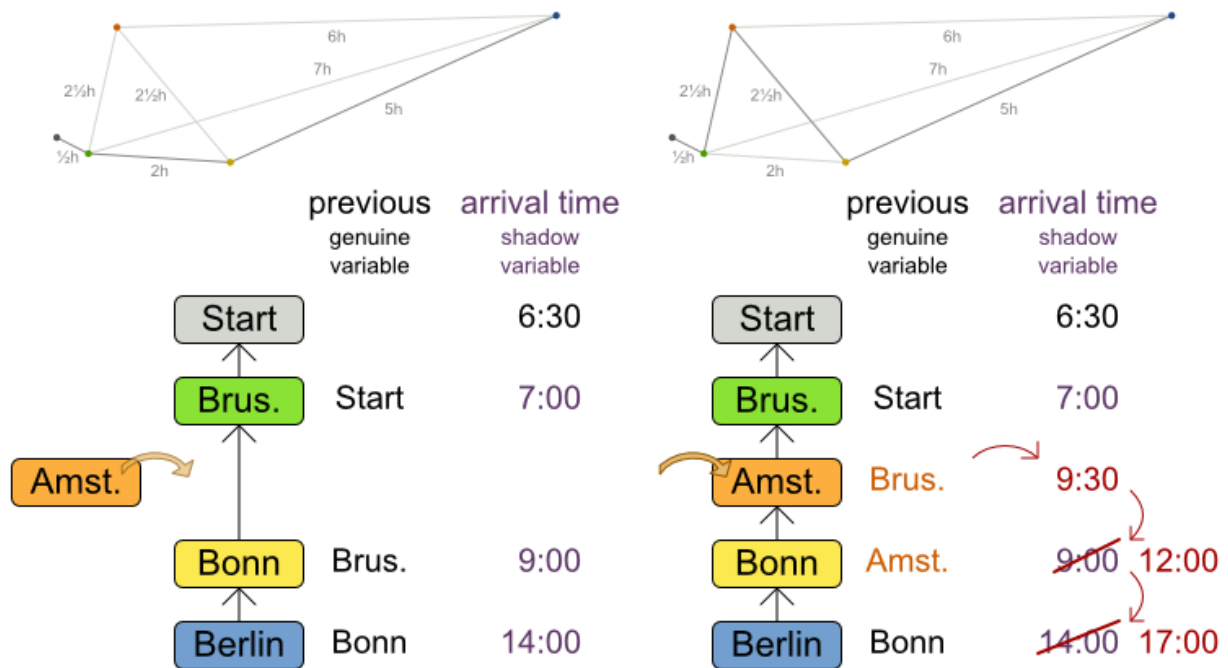 6h
7h
2½h
2½h
5h
½h
2h
previous arrival time
genuine shadow
variable variable
Start 6:30
Brus. Start 7:00
Amst.
Bonn Brus. 9:00
Berlin Bonn 14:00
6h
7h
2½h
2½h
5h
½h
2h
previous arrival time
genuine shadow
variable variable
Start 6:30
Brus. Start 7:00
Amst. Brus. 9:30
Bonn Amst. 9:00 12:00
Berlin Bonn 14:00 17:00